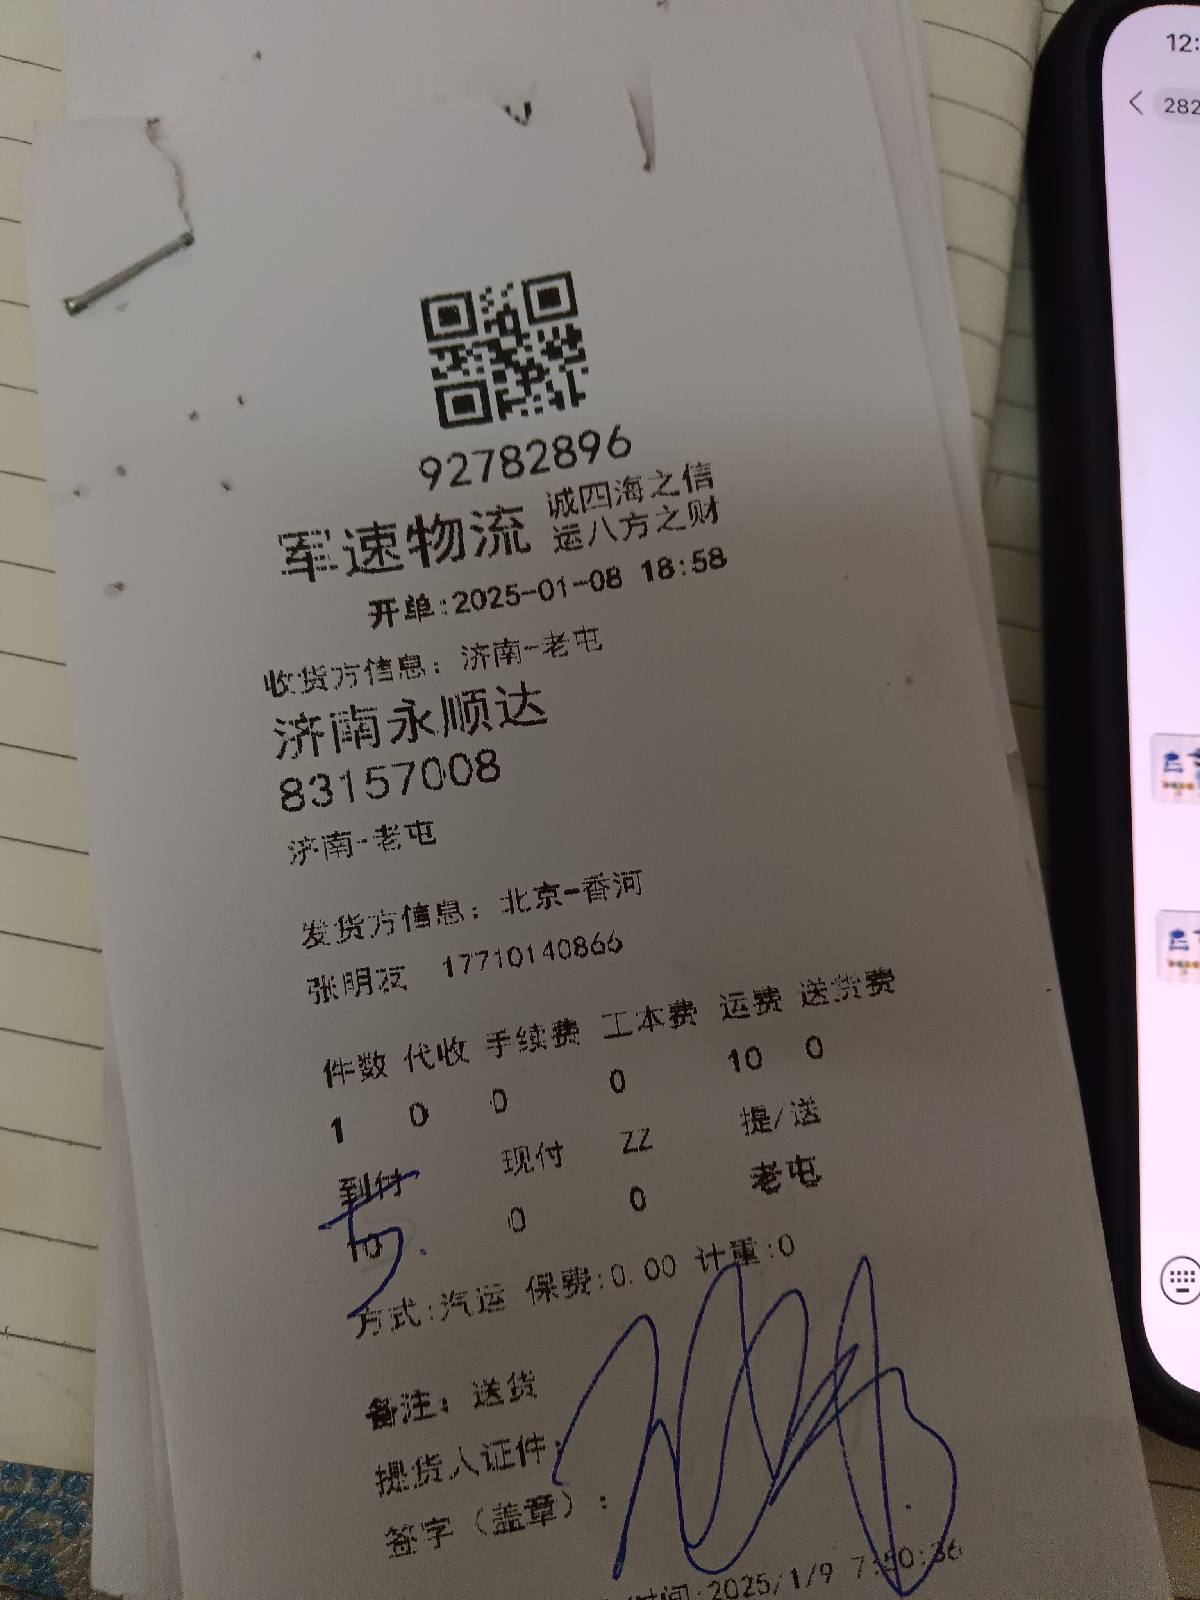 92782896
军速物流 诚四海之信
运八方之财
开单:2025-01-08 18:58
收货方信息: 济南-老屯
济南永顺达
83157008
济南-老屯
发货方信息: 北京-香河
张明友 17710140866
件数 代收 手续费 工本费 运费 送货费
1 0 0 0 10 0
到付 现付 ZZ 提/送
10 0 0 老屯
方式:汽运 保费:0.00 计重:0
备注: 送货
提货人证件:
签字(盖章):
时间:2025/1/9 7:50:36
12:
282